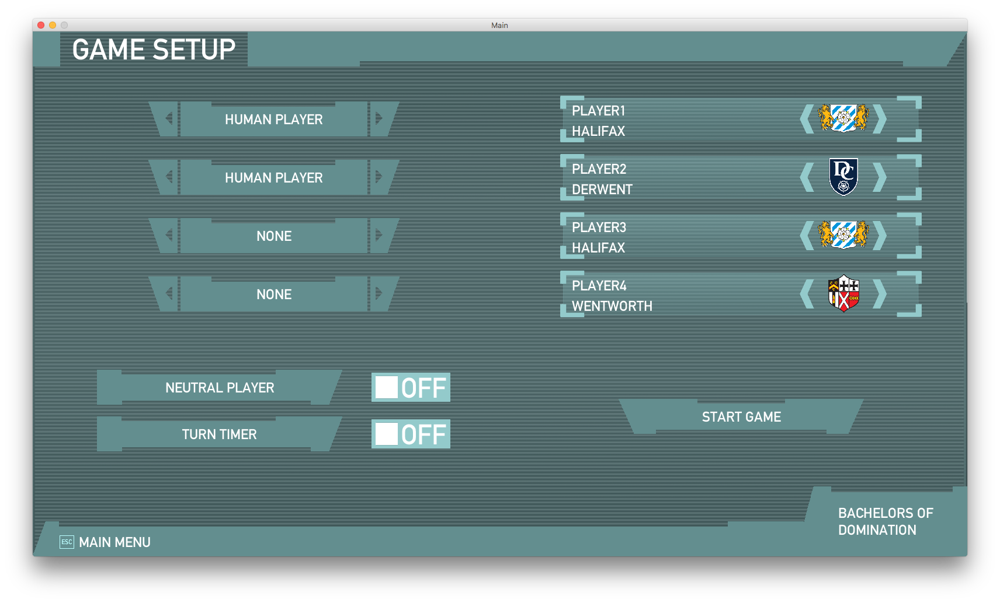 Main
GAME SETUP
HUMAN PLAYER
PLAYER1
HALIFAX
HUMAN PLAYER
PLAYER2
DERWENT
DC
NONE
PLAYER3
HALIFAX
NONE
PLAYER4
WENTWORTH
NEUTRAL PLAYER
OFF
TURN TIMER
OFF
START GAME
BACHELORS OF
DOMINATION
ESC MAIN MENU